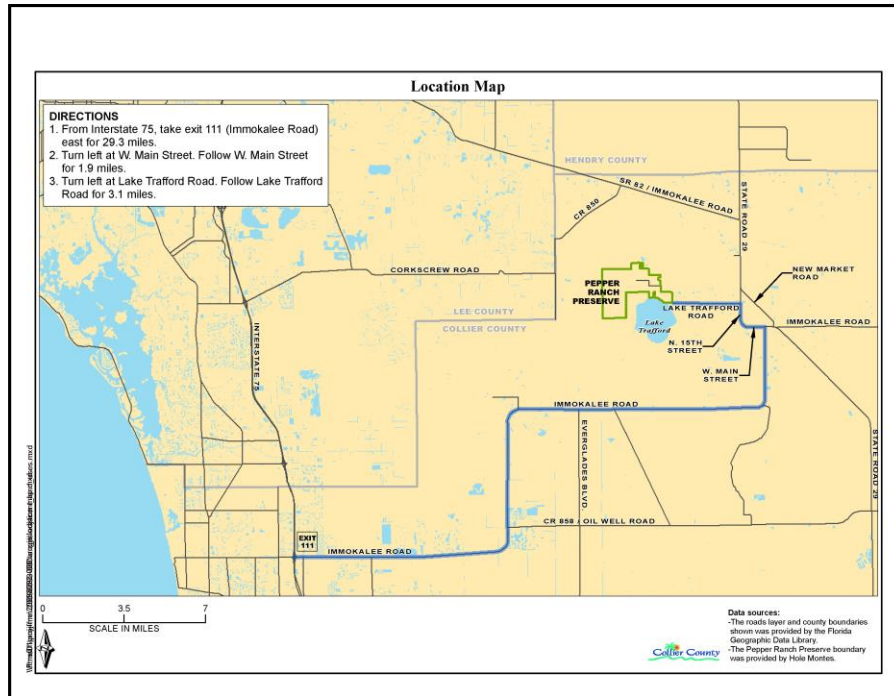 Location Map
DIRECTIONS
1. From Interstate 75, take exit 111 (Immokalee Road)
east for 29.3 miles.
2. Turn left at W. Main Street. Follow W. Main Street
for 1.9 miles.
3. Turn left at Lake Trafford Road. Follow Lake Trafford
Road for 3.1 miles.
HENDRY COUNTY
SR 82 / IMMOKALEE ROAD
CR 850
STATE ROAD 29
CORKSCREW ROAD
PEPPER
RANCH
PRESERVE
NEW MARKET
ROAD
LAKE TRAFFORD
ROAD
Lake
Trafford
IMMOKALEE ROAD
N. 15TH
STREET
W. MAIN
STREET
LEE COUNTY
COLLIER COUNTY
INTERSTATE 75
IMMOKALEE ROAD
EVERGLADES BLVD.
STATE ROAD 29
CR 858 / OIL WELL ROAD
EXIT
111
IMMOKALEE ROAD
0 3.5 7
SCALE IN MILES
Collier County
Data sources:
-The roads layer and county boundaries
shown was provided by the Florida
Geographic Data Library.
-The Pepper Ranch Preserve boundary
was provided by Hole Montes.